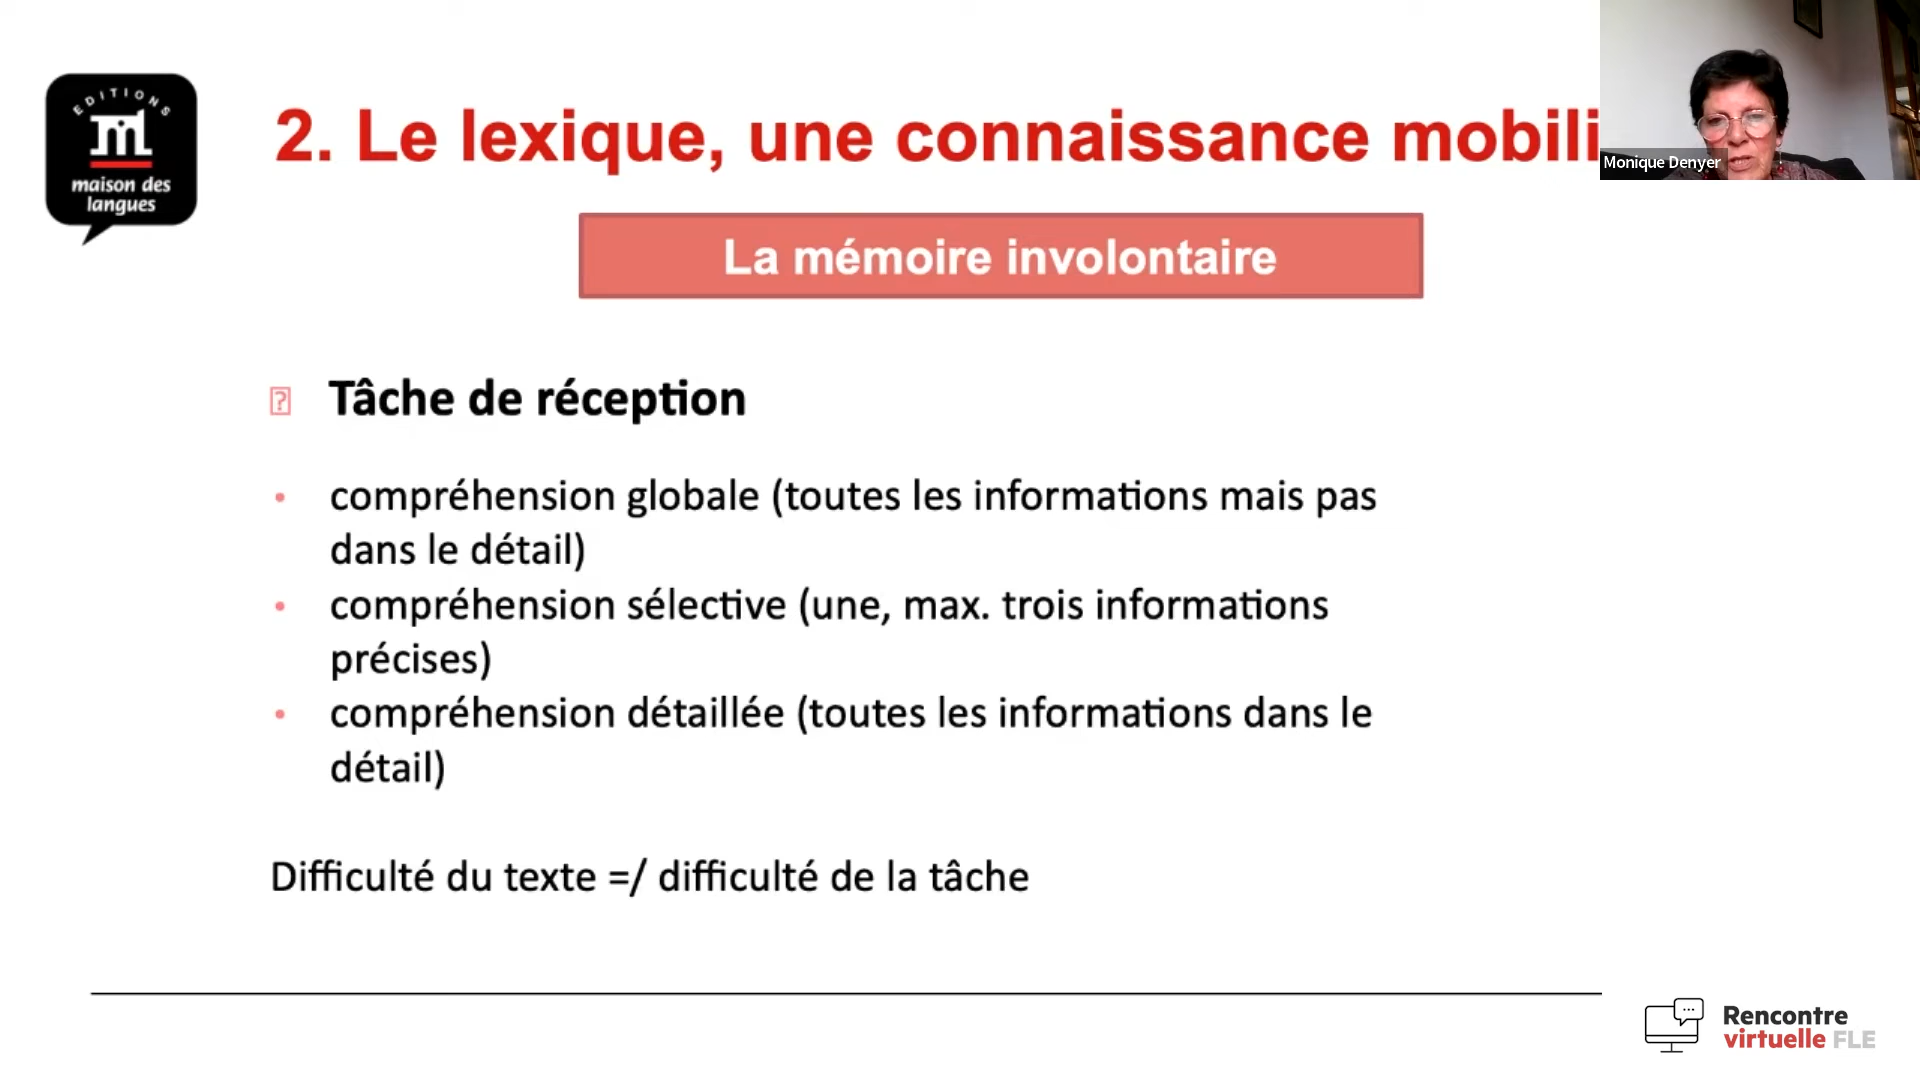 EDITIONS
maison des
langues
2. Le lexique, une connaissance mobili
Monique Denyer
La mémoire involontaire
Tâche de réception
• compréhension globale (toutes les informations mais pas
dans le détail)
• compréhension sélective (une, max. trois informations
précises)
• compréhension détaillée (toutes les informations dans le
détail)
Difficulté du texte =/ difficulté de la tâche
Rencontre
virtuelle FLE